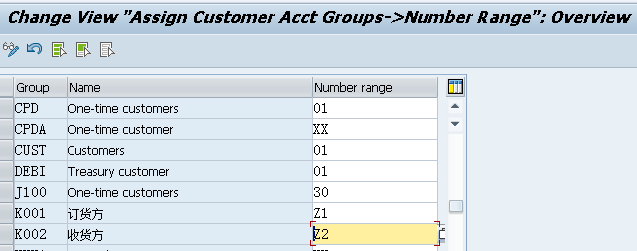 Change View "Assign Customer Acct Groups->Number Range": Overview
Group Name Number range
CPD One-time customers 01
CPDA One-time customer XX
CUST Customers 01
DEBI Treasury customer 01
J100 One-time customers 30
K001 订货方 Z1
K002 收货方 Z2